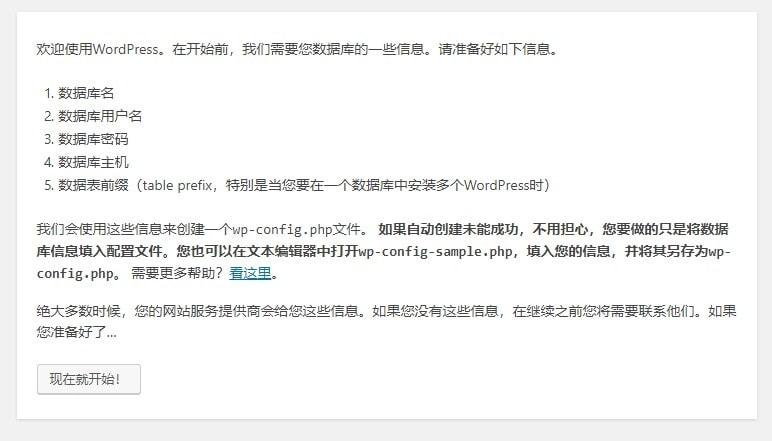 欢迎使用WordPress。在开始前，我们需要您数据库的一些信息。请准备好如下信息。
1. 数据库名
2. 数据库用户名
3. 数据库密码
4. 数据库主机
5. 数据表前缀（table prefix，特别是当您要在一个数据库中安装多个WordPress时）
我们会使用这些信息来创建一个wp-config.php文件。 如果自动创建未能成功，不用担心，您要做的只是将数据
库信息填入配置文件。您也可以在文本编辑器中打开wp-config-sample.php，填入您的信息，并将其另存为wp-
config.php。 需要更多帮助？看这里。
绝大多数时候，您的网站服务提供商会给您这些信息。如果您没有这些信息，在继续之前您将需要联系他们。如果
您准备好了...
现在就开始！